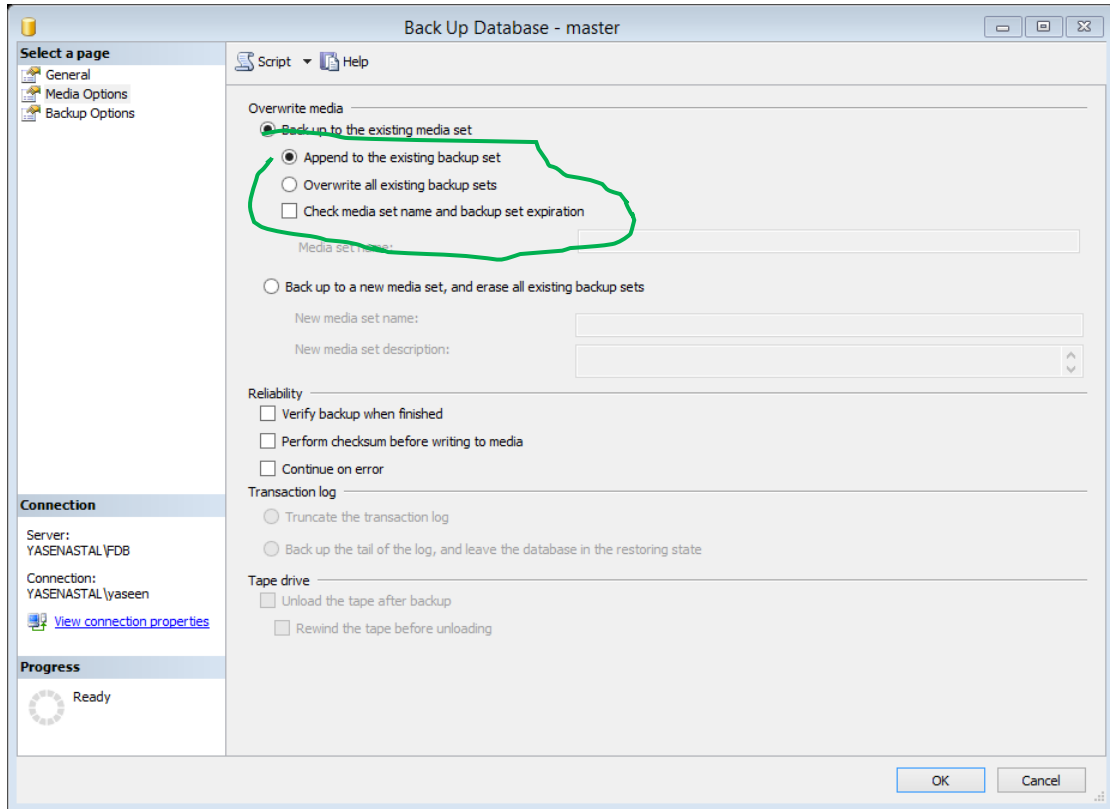 Back Up Database - master
Select a page
General
Media Options
Backup Options
Script Help
Overwrite media
Back up to the existing media set
Append to the existing backup set
Overwrite all existing backup sets
Check media set name and backup set expiration
Media set name:
Back up to a new media set, and erase all existing backup sets
New media set name:
New media set description:
Reliability
Verify backup when finished
Perform checksum before writing to media
Continue on error
Transaction log
Truncate the transaction log
Back up the tail of the log, and leave the database in the restoring state
Tape drive
Unload the tape after backup
Rewind the tape before unloading
Connection
Server:
YASENASTAL\FDB
Connection:
YASENASTAL\yaseen
View connection properties
Progress
Ready
OK Cancel